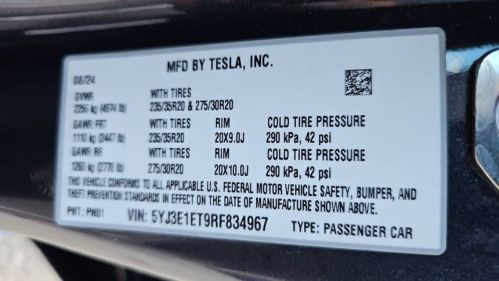 MFD BY TESLA, INC.
08/24
GVWR WITH TIRES
2256 kg (4974 lb) 235/35R20 & 275/30R20
GAWR FRT WITH TIRES RIM COLD TIRE PRESSURE
1110 kg (2447 lb) 235/35R20 20X9.0J 290 kPa, 42 psi
GAWR RR WITH TIRES RIM COLD TIRE PRESSURE
1260 kg (2778 lb) 275/30R20 20X10.0J 290 kPa, 42 psi
THIS VEHICLE CONFORMS TO ALL APPLICABLE U.S. FEDERAL MOTOR VEHICLE SAFETY, BUMPER, AND
THEFT PREVENTION STANDARDS IN EFFECT ON THE DATE OF MANUFACTURE SHOWN ABOVE.
PNT: PN01 VIN: 5YJ3E1ET9RF834967 TYPE: PASSENGER CAR